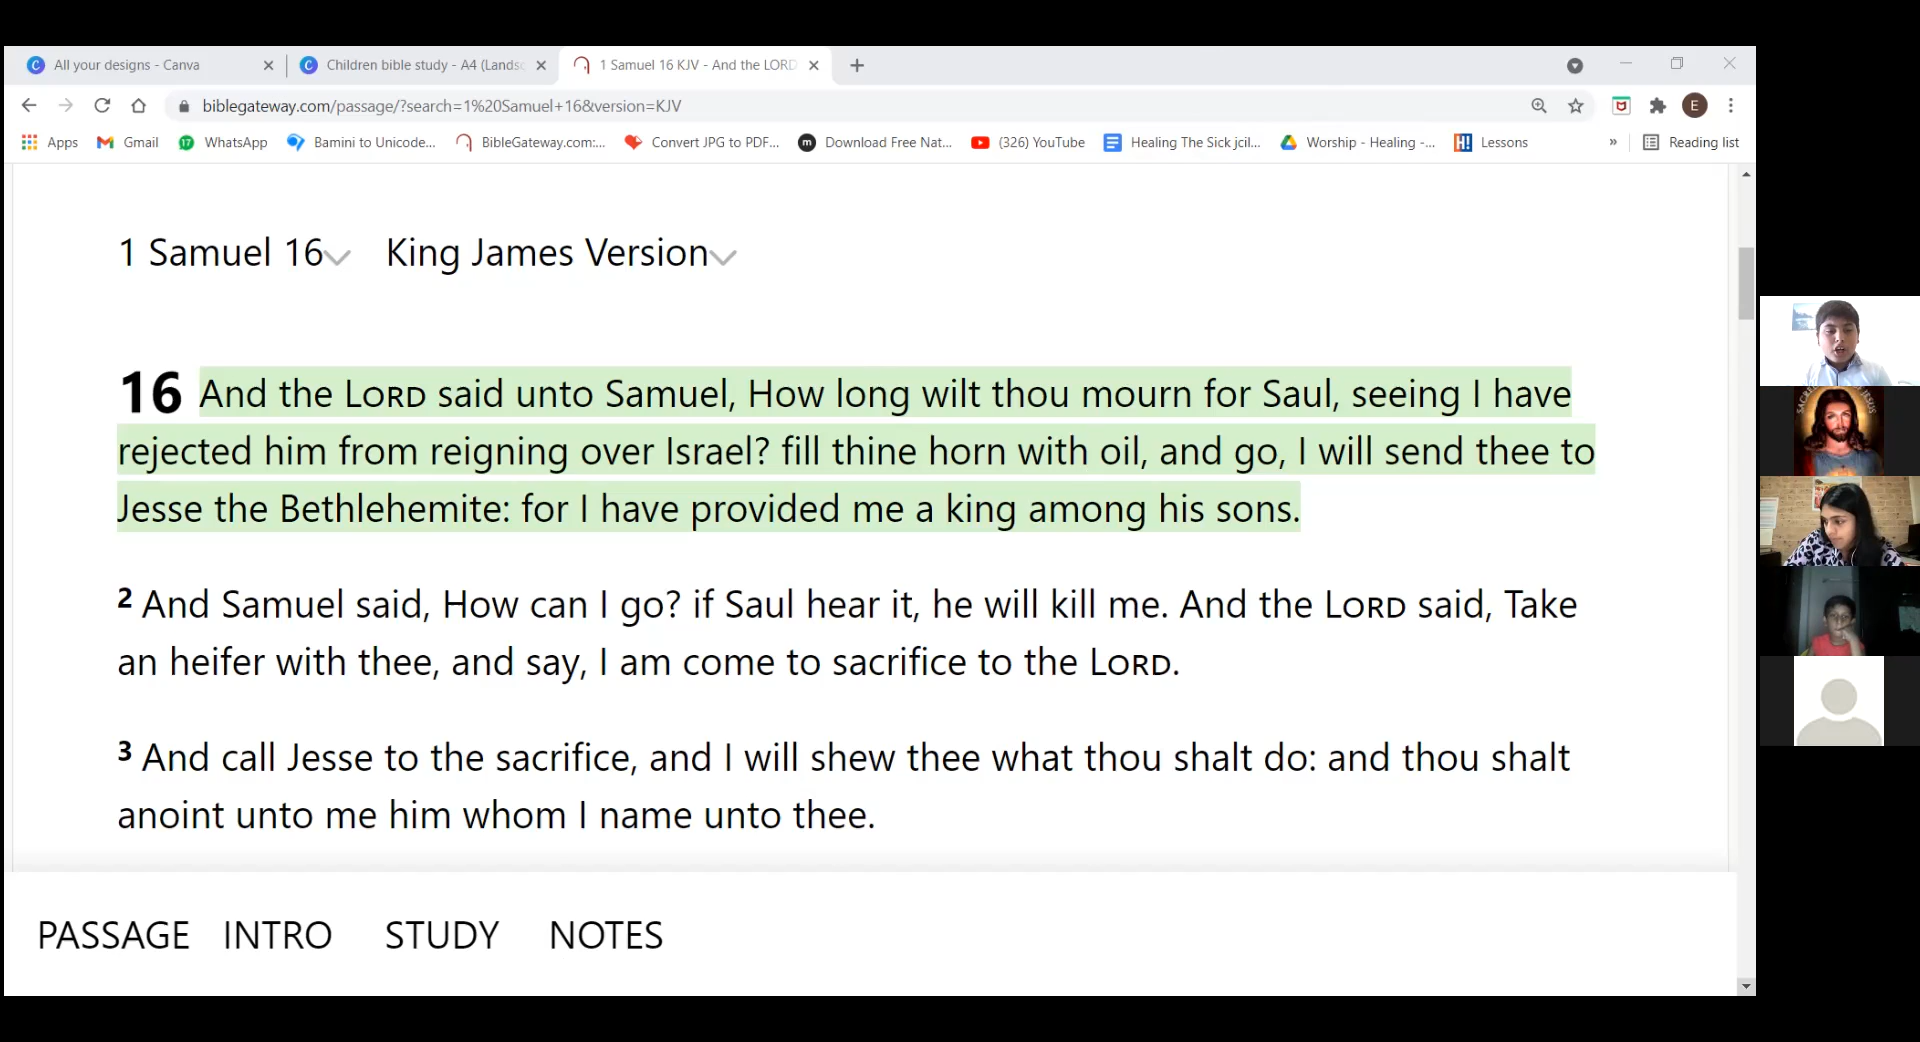 All your designs - Canva
Children bible study - A4 (Lands
1 Samuel 16 KJV - And the LORD
biblegateway.com/passage/?search=1%20Samuel+16&version=KJV
E
Apps
Gmail
WhatsApp
Bamini to Unicode...
BibleGateway.com:...
Convert JPG to PDF...
Download Free Nat...
(326) YouTube
Healing The Sick jcil...
Worship - Healing -...
Lessons
»
Reading list
1 Samuel 16
King James Version
16 And the LORD said unto Samuel, How long wilt thou mourn for Saul, seeing I have
rejected him from reigning over Israel? fill thine horn with oil, and go, I will send thee to
Jesse the Bethlehemite: for I have provided me a king among his sons.
2 And Samuel said, How can I go? if Saul hear it, he will kill me. And the LORD said, Take
an heifer with thee, and say, I am come to sacrifice to the LORD.
3 And call Jesse to the sacrifice, and I will shew thee what thou shalt do: and thou shalt
anoint unto me him whom I name unto thee.
PASSAGE
INTRO
STUDY
NOTES